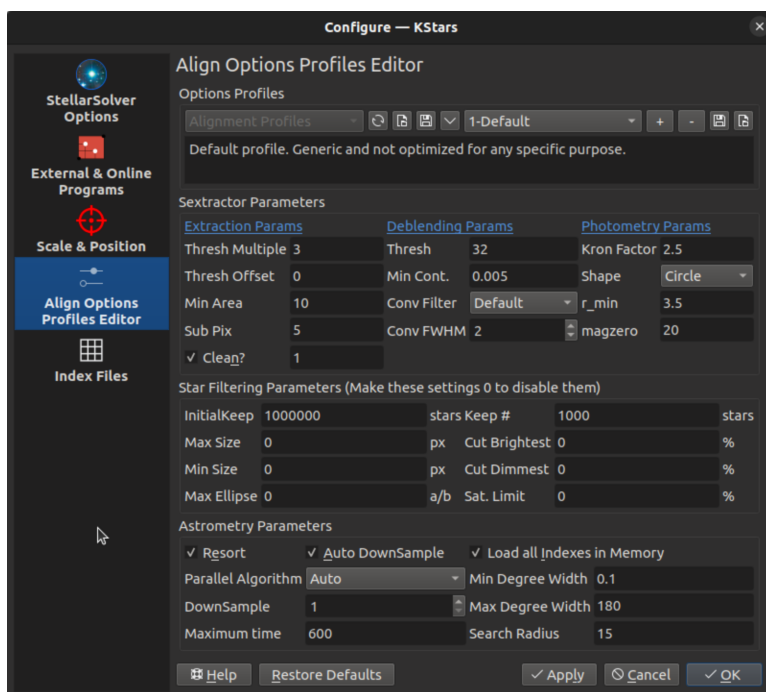 Configure — KStars
StellarSolver
Options
External & Online
Programs
Scale & Position
Align Options
Profiles Editor
Index Files
Align Options Profiles Editor
Options Profiles
Alignment Profiles
1-Default
+
-
Default profile. Generic and not optimized for any specific purpose.
Sextractor Parameters
Extraction Params Deblending Params Photometry Params
Thresh Multiple 3 Thresh 32 Kron Factor 2.5
Thresh Offset 0 Min Cont. 0.005 Shape Circle
Min Area 10 Conv Filter Default r_min 3.5
Sub Pix 5 Conv FWHM 2 magzero 20
Clean? 1
Star Filtering Parameters (Make these settings 0 to disable them)
InitialKeep 1000000 stars Keep # 1000 stars
Max Size 0 px Cut Brightest 0 %
Min Size 0 px Cut Dimmest 0 %
Max Ellipse 0 a/b Sat. Limit 0 %
Astrometry Parameters
Resort Auto DownSample Load all Indexes in Memory
Parallel Algorithm Auto Min Degree Width 0.1
DownSample 1 Max Degree Width 180
Maximum time 600 Search Radius 15
Help Restore Defaults Apply Cancel OK